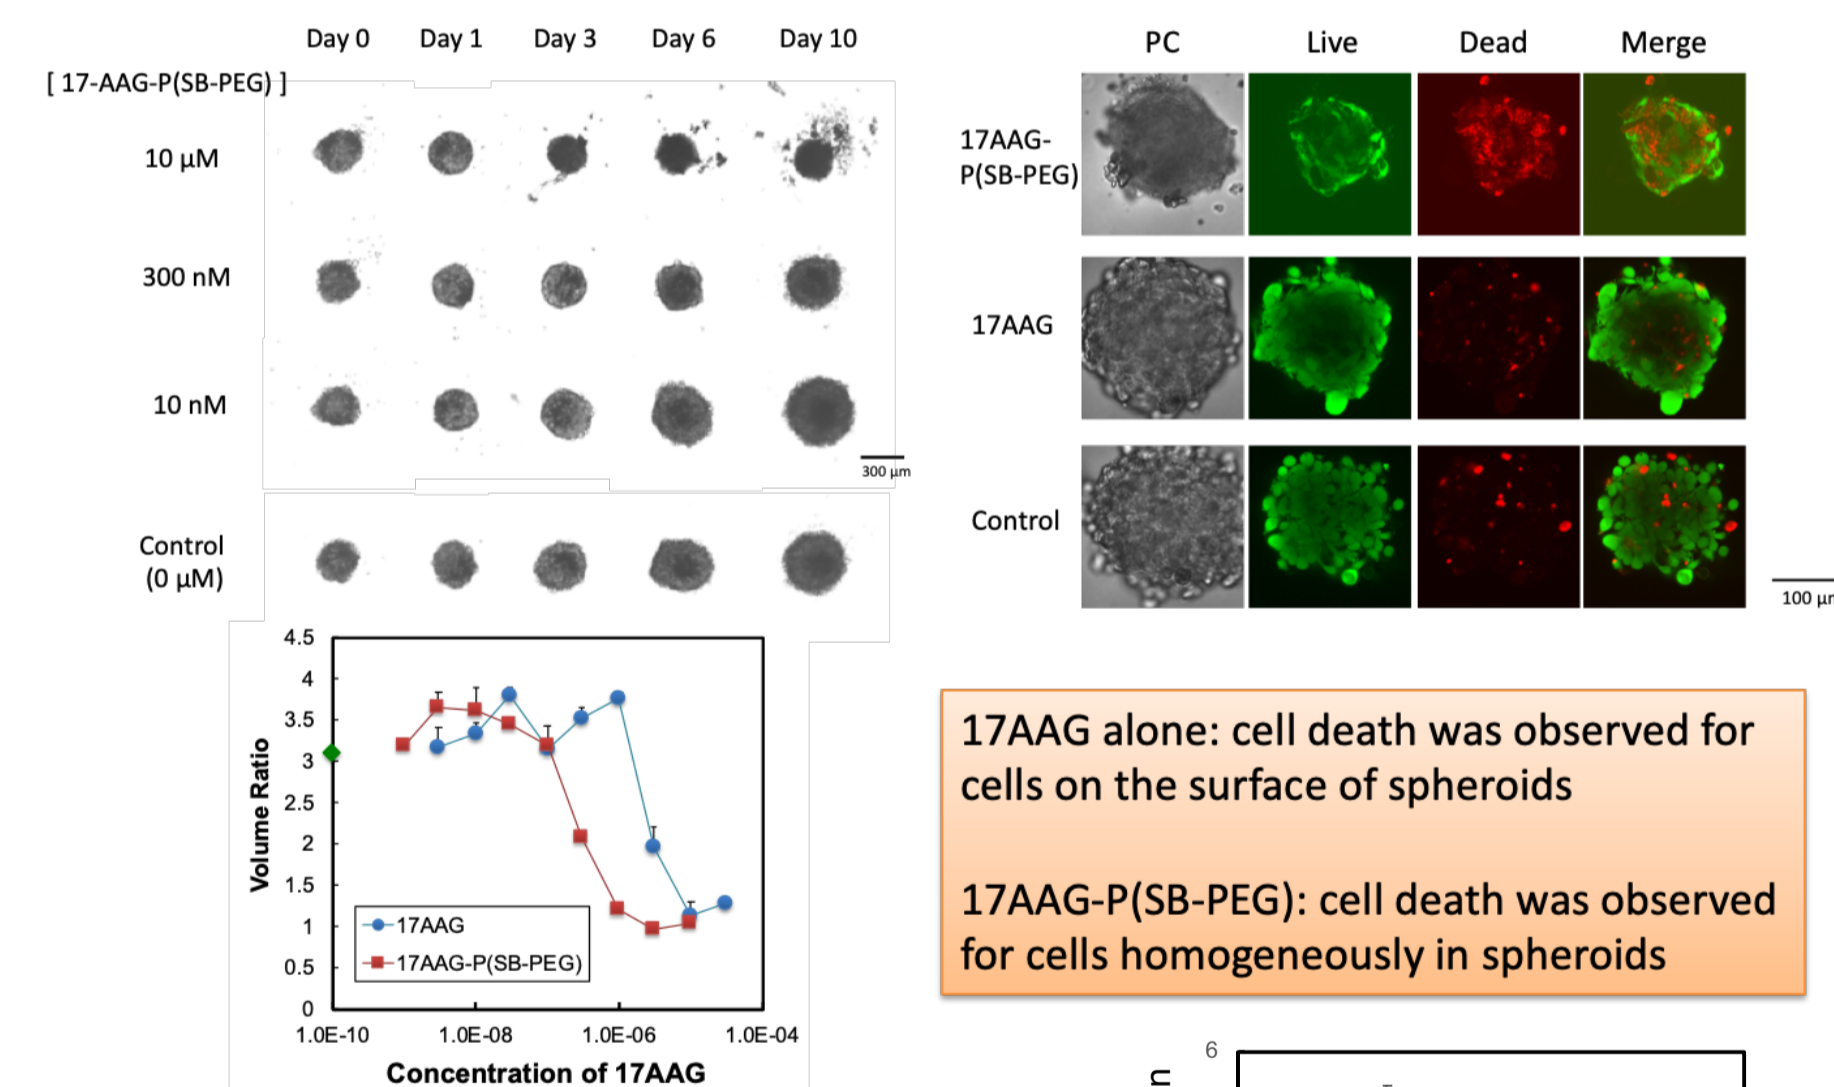 Day 0 Day 1 Day 3 Day 6 Day 10
[ 17-AAG-P(SB-PEG) ]
10 µM
300 nM
10 nM
300 µm
Control
(0 µM)
4.5
4
3.5
3
2.5
2
1.5
1
0.5
0
Volume Ratio
17AAG
17AAG-P(SB-PEG)
1.0E-10 1.0E-08 1.0E-06 1.0E-04
Concentration of 17AAG
PC Live Dead Merge
17AAG-
P(SB-PEG)
17AAG
Control
100 µ
17AAG alone: cell death was observed for
cells on the surface of spheroids
17AAG-P(SB-PEG): cell death was observed
for cells homogeneously in spheroids
6
n